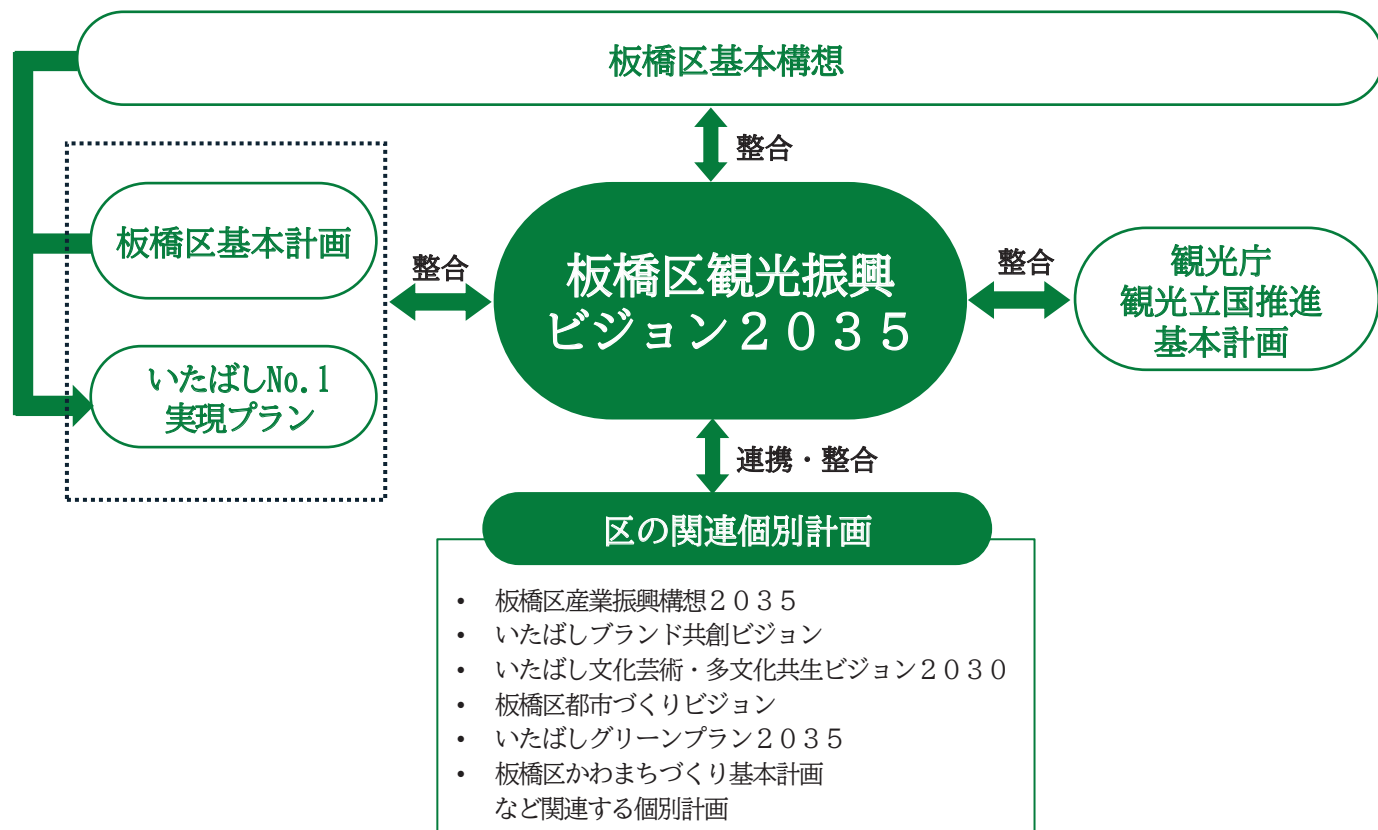 板橋区基本構想
整合
板橋区基本計画
整合
板橋区観光振興
ビジョン２０３５
整合
観光庁
観光立国推進
基本計画
いたばしNo.1
実現プラン
連携・整合
区の関連個別計画
• 板橋区産業振興構想２０３５
• いたばしブランド共創ビジョン
• いたばし文化芸術・多文化共生ビジョン２０３０
• 板橋区都市づくりビジョン
• いたばしグリーンプラン２０３５
• 板橋区かわまちづくり基本計画
など関連する個別計画